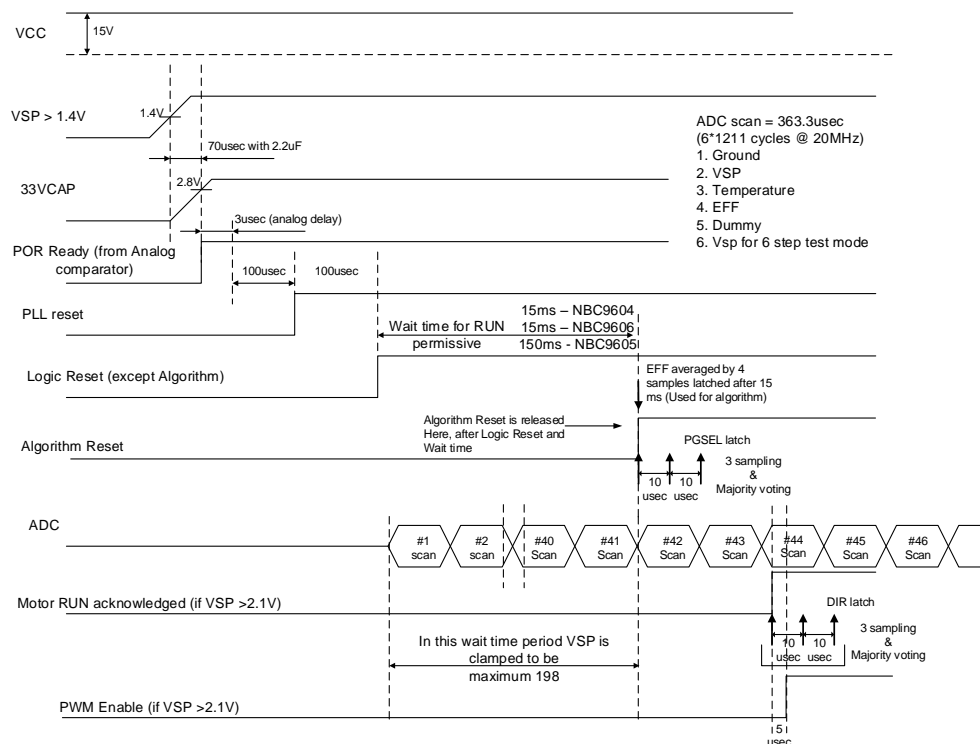 VCC
15V
VSP > 1.4V
1.4V
70usec with 2.2uF
ADC scan = 363.3usec
(6*1211 cycles @ 20MHz)
1. Ground
2. VSP
3. Temperature
4. EFF
5. Dummy
6. Vsp for 6 step test mode
33VCAP
2.8V
3usec (analog delay)
POR Ready (from Analog
comparator)
100usec
100usec
PLL reset
Wait time for RUN
permissive
15ms – NBC9604
15ms – NBC9606
150ms - NBC9605
Logic Reset (except Algorithm)
EFF averaged by 4
samples latched after 15
ms (Used for algorithm)
Algorithm Reset is released
Here, after Logic Reset and
Wait time
Algorithm Reset
PGSEL latch
10
usec
10
usec
3 sampling
&
Majority voting
ADC
#1
scan
#2
scan
#40
Scan
#41
Scan
#42
Scan
#43
Scan
#44
Scan
#45
Scan
#46
Scan
Motor RUN acknowledged (if VSP >2.1V)
DIR latch
10
usec
10
usec
3 sampling
&
Majority voting
In this wait time period VSP is
clamped to be
maximum 198
PWM Enable (if VSP >2.1V)
5
usec